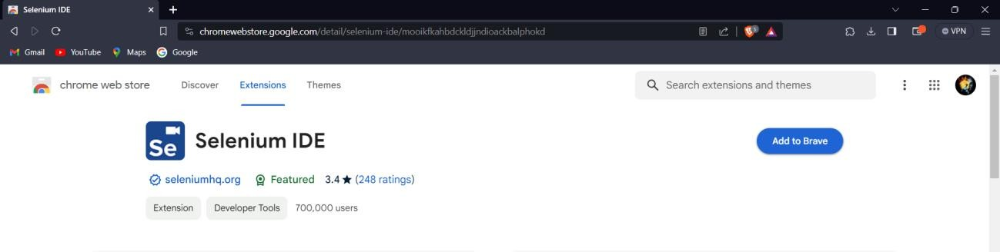 Selenium IDE
chromewebstore.google.com/detail/selenium-ide/mooikfkahbdckldjjndioackbalphokd
5
VPN
Gmail YouTube Maps Google
chrome web store Discover Extensions Themes Search extensions and themes
Se Selenium IDE Add to Brave
seleniumhq.org Featured 3.4 ★ (248 ratings)
Extension Developer Tools 700,000 users